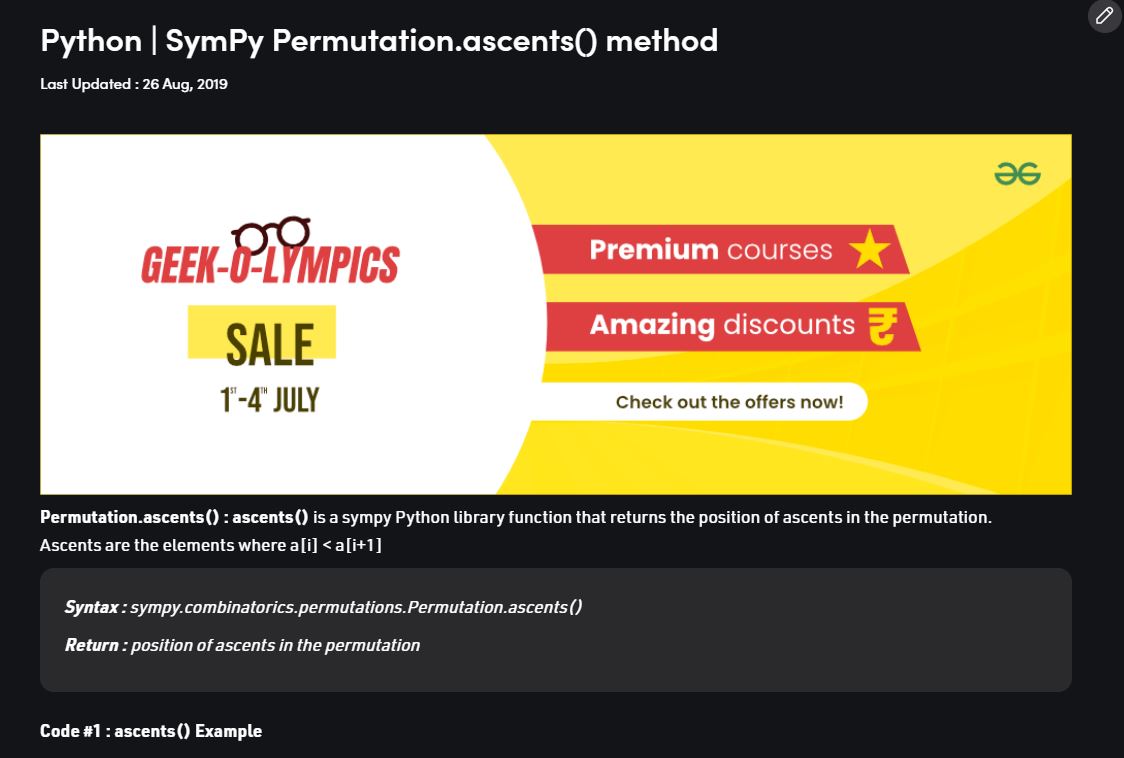 Python | SymPy Permutation.ascents() method
Last Updated : 26 Aug, 2019
GEEK-O-LYMPICS
SALE
1ST-4TH JULY
Premium courses
Amazing discounts
Check out the offers now!
Permutation.ascents() : ascents() is a sympy Python library function that returns the position of ascents in the permutation.
Ascents are the elements where a[i] < a[i+1]
Syntax : sympy.combinatorics.permutations.Permutation.ascents()
Return : position of ascents in the permutation
Code #1 : ascents() Example